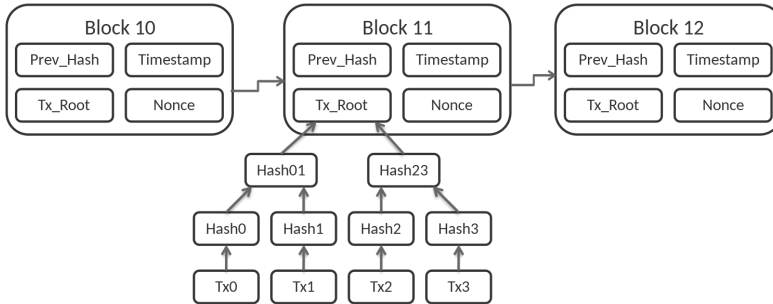 Block 10 Block 11 Block 12
Prev_Hash Timestamp Prev_Hash Timestamp Prev_Hash Timestamp
Tx_Root Nonce Tx_Root Nonce Tx_Root Nonce
Hash01 Hash23
Hash0 Hash1 Hash2 Hash3
Tx0 Tx1 Tx2 Tx3